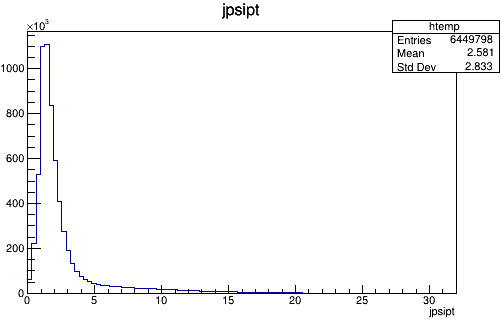 jpsipt
×10³
htemp
Entries 6449798
Mean 2.581
Std Dev 2.833
1000
800
600
400
200
0
0 5 10 15 20 25 30
jpsipt